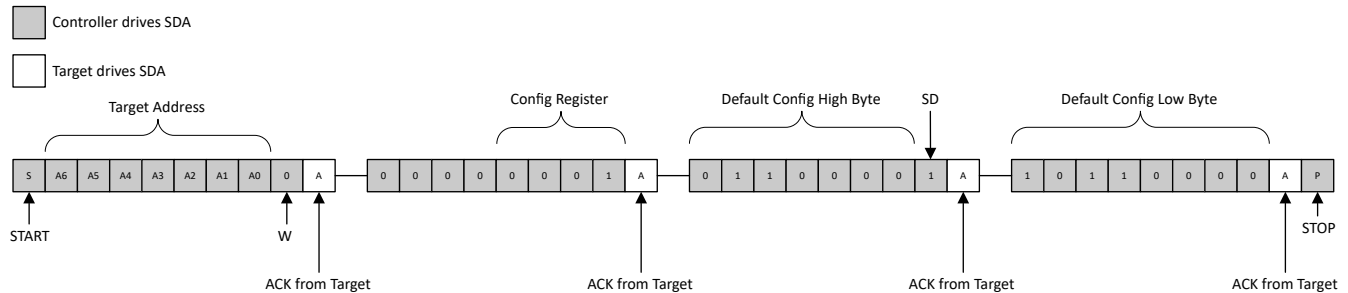 Controller drives SDA
Target drives SDA
Target Address
Config Register
Default Config High Byte
SD
Default Config Low Byte
S A6 A5 A4 A3 A2 A1 A0 0 A 0 0 0 0 0 0 0 1 A 0 1 1 0 0 0 0 1 A 1 0 1 1 0 0 0 0 A P
START
W
STOP
ACK from Target
ACK from Target
ACK from Target
ACK from Target